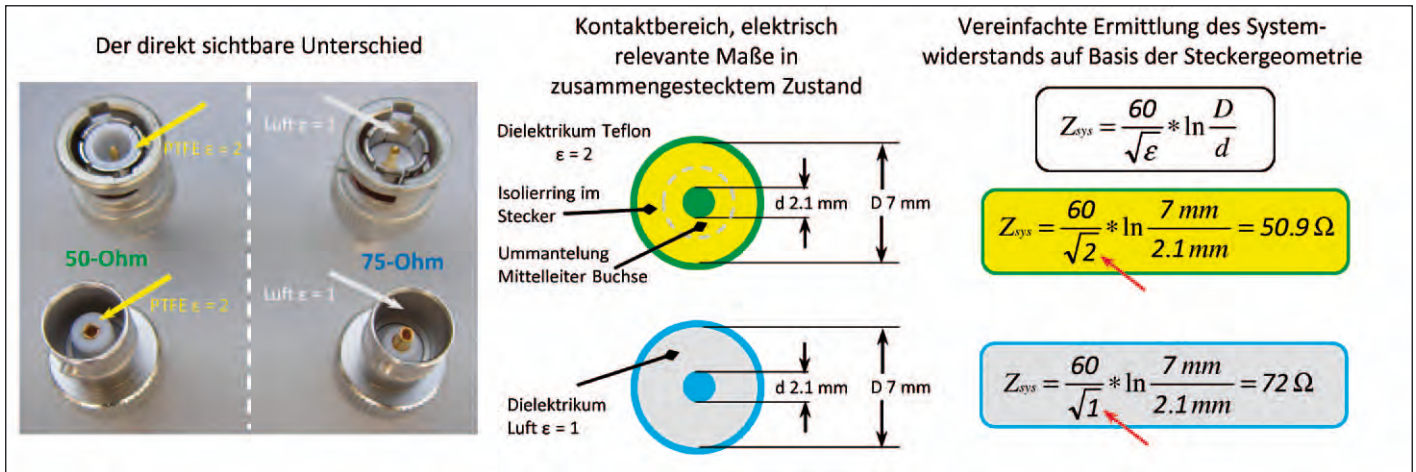 Der direkt sichtbare Unterschied
Luft ε = 1
PTFE ε = 2
50-Ohm
75-Ohm
Luft ε = 1
PTFE ε = 2
Kontaktbereich, elektrisch
relevante Maße in
zusammengestecktem Zustand
Dielektrikum Teflon
ε = 2
Isolierring im
Stecker
Ummantelung
Mittelleiter Buchse
d 2.1 mm
D 7 mm
Dielektrikum
Luft ε = 1
d 2.1 mm
D 7 mm
Vereinfachte Ermittlung des System-
widerstands auf Basis der Steckergeometrie
Zsys = 60/√ε * ln D/d
Zsys = 60/√2 * ln 7 mm/2.1 mm = 50.9 Ω
Zsys = 60/√1 * ln 7 mm/2.1 mm = 72 Ω